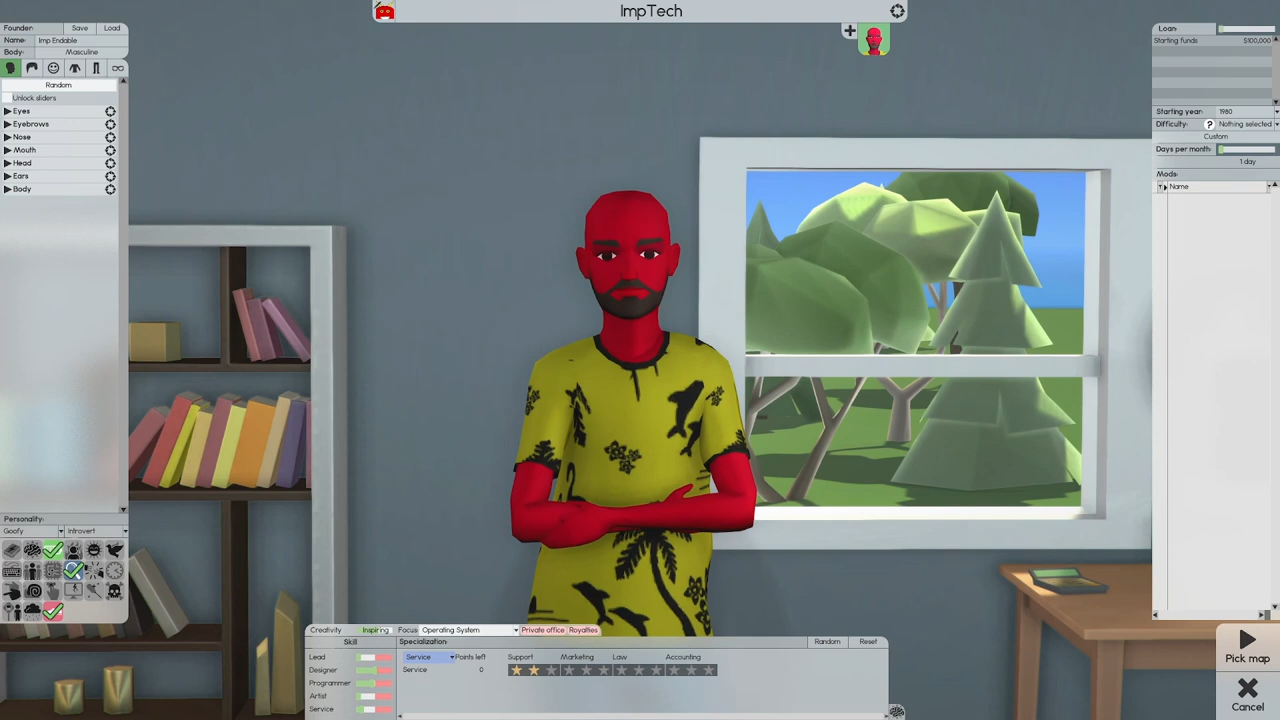 ImpTech
Founder: Save Load
Name: Imp Endable
Body: Masculine
Random
Unlock sliders
Eyes
Eyebrows
Nose
Mouth
Head
Ears
Body
Personality:
Goofy Introvert
Creativity Inspiring Focus Operating System Private office Royalties
Skill Specialization Random Reset
Lead Service Points left Support Marketing Law Accounting
Designer Service 0
Programmer
Artist
Service
Loan:
Starting funds $100,000
Starting year: 1980
Difficulty: ? Nothing selected
Custom
Days per month:
1 day
Mods:
Name
Pick map
Cancel